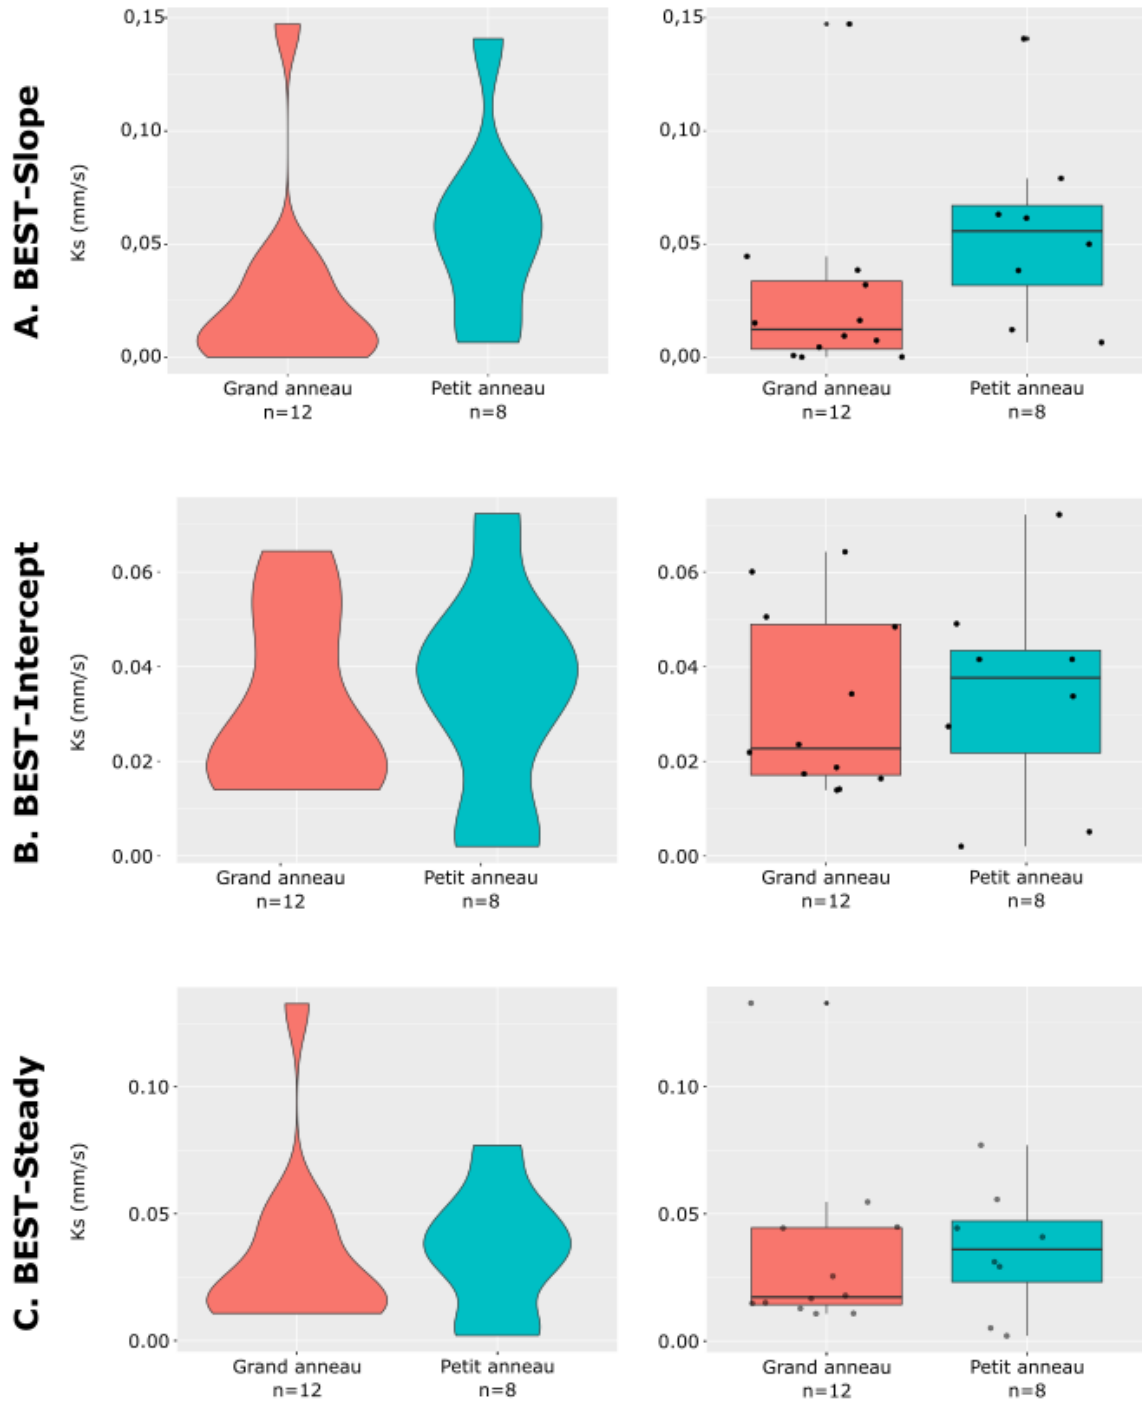 A. BEST-Slope
Ks (mm/s)
0,15
0,10
0,05
0,00
Grand anneau
n=12
Petit anneau
n=8
0,15
0,10
0,05
0,00
Grand anneau
n=12
Petit anneau
n=8
B. BEST-Intercept
Ks (mm/s)
0.06
0.04
0.02
0.00
Grand anneau
n=12
Petit anneau
n=8
0.06
0.04
0.02
0.00
Grand anneau
n=12
Petit anneau
n=8
C. BEST-Steady
Ks (mm/s)
0.10
0.05
0.00
Grand anneau
n=12
Petit anneau
n=8
0.10
0.05
0.00
Grand anneau
n=12
Petit anneau
n=8